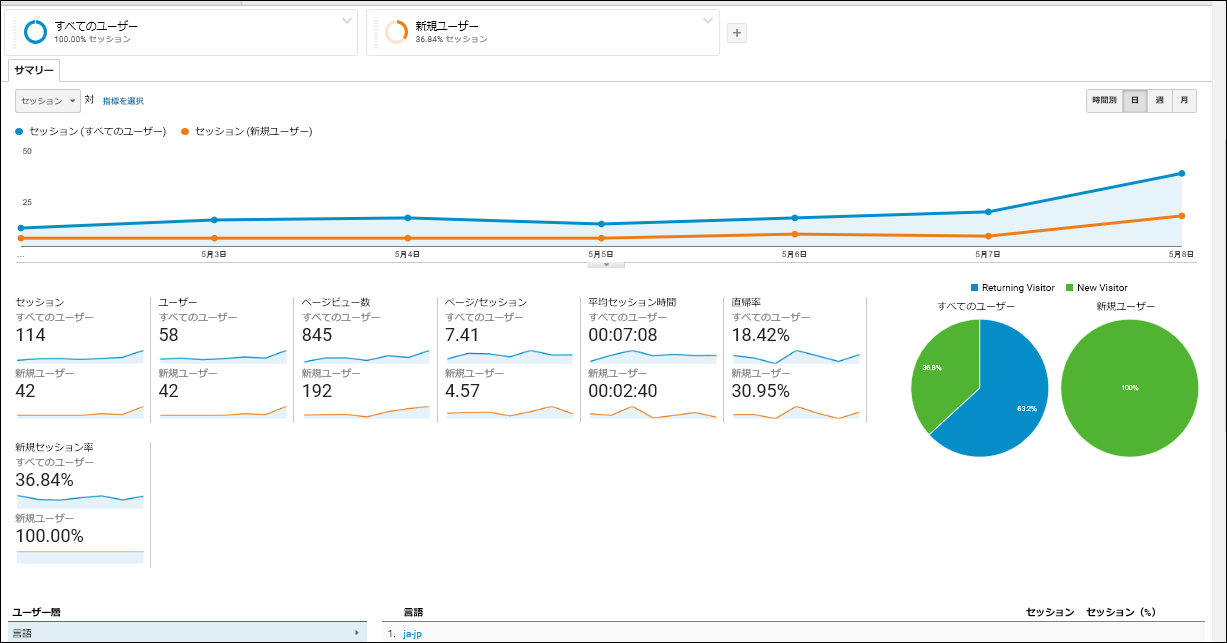 すべてのユーザー
100.00% セッション
新規ユーザー
36.84% セッション
+
サマリー
セッション 対 指標を選択
時間別 日 週 月
セッション (すべてのユーザー) セッション (新規ユーザー)
50
25
... 5月3日 5月4日 5月5日 5月6日 5月7日 5月8日
セッション
すべてのユーザー
114
新規ユーザー
42
ユーザー
すべてのユーザー
58
新規ユーザー
42
ページビュー数
すべてのユーザー
845
新規ユーザー
192
ページ/セッション
すべてのユーザー
7.41
新規ユーザー
4.57
平均セッション時間
すべてのユーザー
00:07:08
新規ユーザー
00:02:40
直帰率
すべてのユーザー
18.42%
新規ユーザー
30.95%
Returning Visitor New Visitor
すべてのユーザー
36.8%
63.2%
新規ユーザー
100%
新規セッション率
すべてのユーザー
36.84%
新規ユーザー
100.00%
ユーザー層
言語
言語 セッション セッション (%)
1. ja-jp